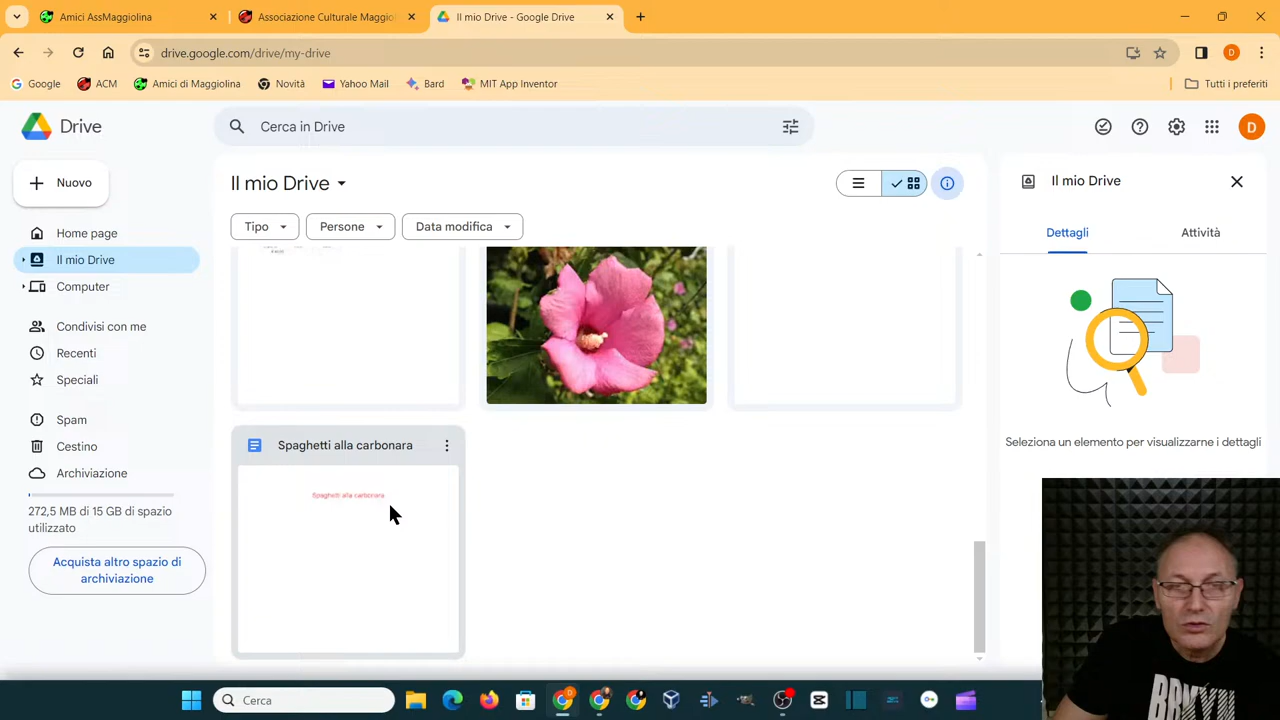 Amici AssMaggiolina
Associazione Culturale Maggio
Il mio Drive - Google Drive
drive.google.com/drive/my-drive
Google
ACM
Amici di Maggiolina
Novità
Yahoo Mail
Bard
MIT App Inventor
Tutti i preferiti
D
Drive
Cerca in Drive
D
Nuovo
Home page
Il mio Drive
Computer
Condivisi con me
Recenti
Speciali
Spam
Cestino
Archiviazione
272,5 MB di 15 GB di spazio
utilizzato
Acquista altro spazio di
archiviazione
Il mio Drive
Tipo
Persone
Data modifica
Spaghetti alla carbonara
Spaghetti alla carbonara
Il mio Drive
Dettagli
Attività
Seleziona un elemento per visualizzarne i dettagli
Cerca